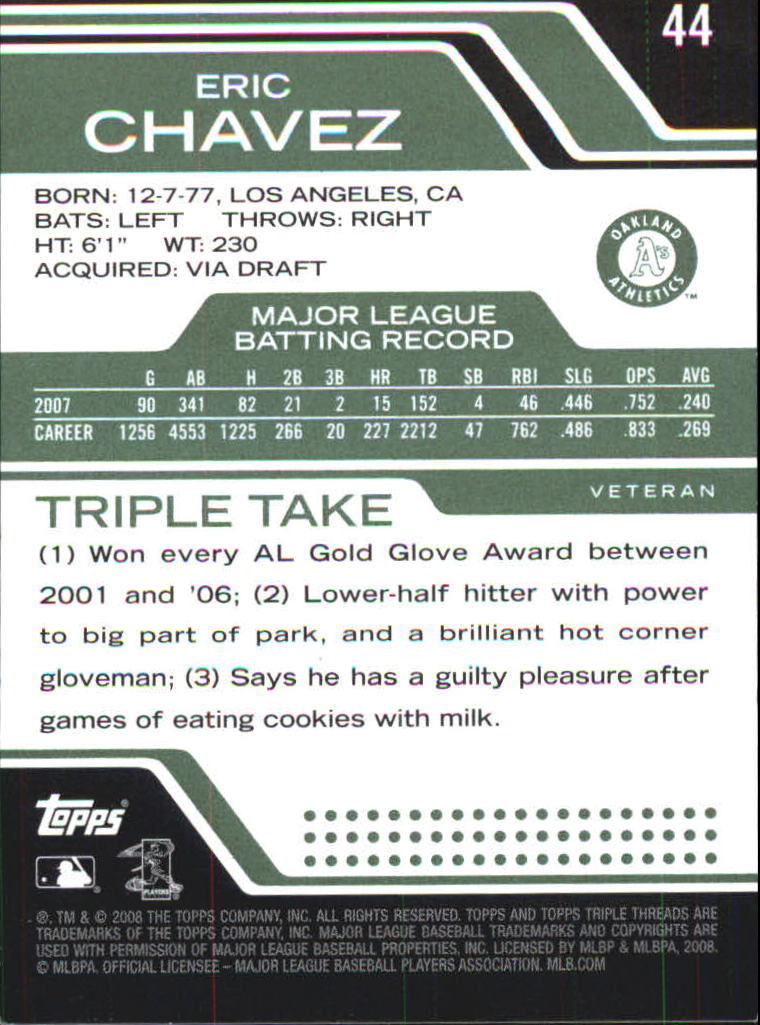 44
ERIC
CHAVEZ
BORN: 12-7-77, LOS ANGELES, CA
BATS: LEFT THROWS: RIGHT
HT: 6'1" WT: 230
ACQUIRED: VIA DRAFT
OAKLAND
A's
ATHLETICS
TM
MAJOR LEAGUE
BATTING RECORD
G AB H 2B 3B HR TB SB RBI SLG OPS AVG
2007 90 341 82 21 2 15 152 4 46 .446 .752 .240
CAREER 1256 4553 1225 266 20 227 2212 47 762 .486 .833 .269
VETERAN
TRIPLE TAKE
(1) Won every AL Gold Glove Award between
2001 and '06; (2) Lower-half hitter with power
to big part of park, and a brilliant hot corner
gloveman; (3) Says he has a guilty pleasure after
games of eating cookies with milk.
TOPPS®
PLAYERS
®, TM & © 2008 THE TOPPS COMPANY, INC. ALL RIGHTS RESERVED. TOPPS AND TOPPS TRIPLE THREADS ARE
TRADEMARKS OF THE TOPPS COMPANY, INC. MAJOR LEAGUE BASEBALL TRADEMARKS AND COPYRIGHTS ARE
USED WITH PERMISSION OF MAJOR LEAGUE BASEBALL PROPERTIES, INC. LICENSED BY MLBP & MLBPA, 2008.
© MLBPA. OFFICIAL LICENSEE – MAJOR LEAGUE BASEBALL PLAYERS ASSOCIATION. MLB.COM